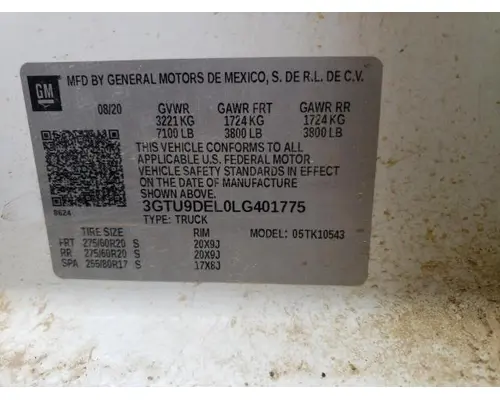 GM
MFD BY GENERAL MOTORS DE MEXICO, S. DE R.L. DE C.V.
08/20 GVWR GAWR FRT GAWR RR
3221 KG 1724 KG 1724 KG
7100 LB 3800 LB 3800 LB
THIS VEHICLE CONFORMS TO ALL
APPLICABLE U.S. FEDERAL MOTOR
VEHICLE SAFETY STANDARDS IN EFFECT
ON THE DATE OF MANUFACTURE
SHOWN ABOVE.
0624 3GTU9DEL0LG401775
TYPE: TRUCK
TIRE SIZE RIM MODEL: 05TK10543
FRT 275/60R20 S 20X9J
RR 275/60R20 S 20X9J
SPA 255/80R17 S 17X8J